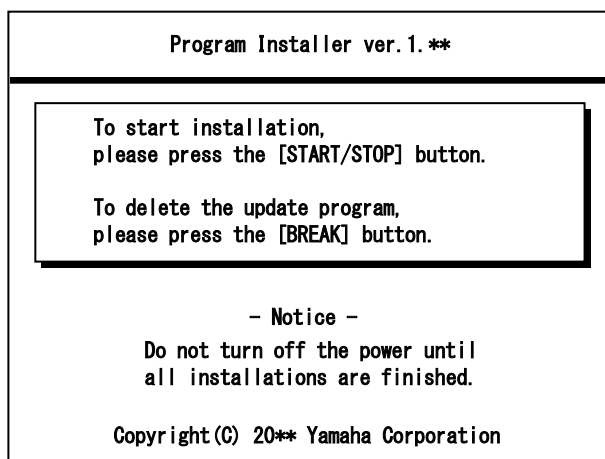 Program Installer ver.1.**
To start installation,
please press the [START/STOP] button.
To delete the update program,
please press the [BREAK] button.
- Notice -
Do not turn off the power until
all installations are finished.
Copyright(C) 20** Yamaha Corporation